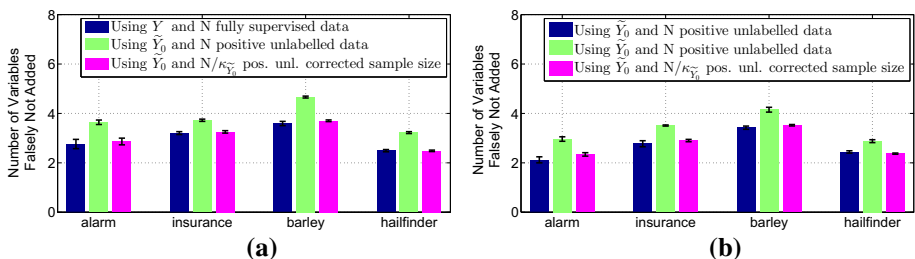 Number of Variables
Falsely Not Added
8
6
4
2
0
Using Y and N fully supervised data
Using Ỹ₀ and N positive unlabelled data
Using Ỹ₀ and N/κ_Ỹ₀ pos. unl. corrected sample size
alarm insurance barley hailfinder
(a)
Number of Variables
Falsely Not Added
8
6
4
2
0
Using Ỹ₀ and N positive unlabelled data
Using Ỹ₀ and N positive unlabelled data
Using Ỹ₀ and N/κ_Ỹ₀ pos. unl. corrected sample size
alarm insurance barley hailfinder
(b)